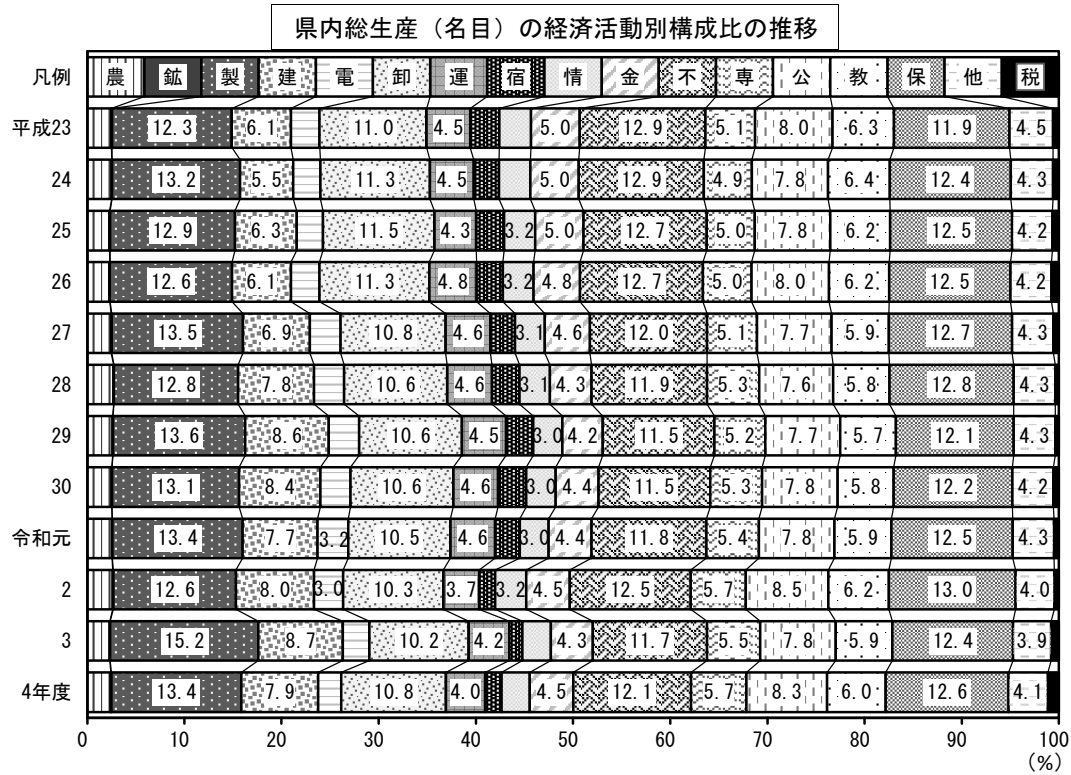 県内総生産（名目）の経済活動別構成比の推移
凡例 農 鉱 製 建 電 卸 運 宿 情 金 不 専 公 教 保 他 税
平成23 12.3 6.1 11.0 4.5 5.0 12.9 5.1 8.0 6.3 11.9 4.5
24 13.2 5.5 11.3 4.5 5.0 12.9 4.9 7.8 6.4 12.4 4.3
25 12.9 6.3 11.5 4.3 3.2 5.0 12.7 5.0 7.8 6.2 12.5 4.2
26 12.6 6.1 11.3 4.8 3.2 4.8 12.7 5.0 8.0 6.2 12.5 4.2
27 13.5 6.9 10.8 4.6 3.1 4.6 12.0 5.1 7.7 5.9 12.7 4.3
28 12.8 7.8 10.6 4.6 3.1 4.3 11.9 5.3 7.6 5.8 12.8 4.3
29 13.6 8.6 10.6 4.5 3.0 4.2 11.5 5.2 7.7 5.7 12.1 4.3
30 13.1 8.4 10.6 4.6 3.0 4.4 11.5 5.3 7.8 5.8 12.2 4.2
令和元 13.4 7.7 3.2 10.5 4.6 3.0 4.4 11.8 5.4 7.8 5.9 12.5 4.3
2 12.6 8.0 3.0 10.3 3.7 3.2 4.5 12.5 5.7 8.5 6.2 13.0 4.0
3 15.2 8.7 10.2 4.2 4.3 11.7 5.5 7.8 5.9 12.4 3.9
4年度 13.4 7.9 10.8 4.0 4.5 12.1 5.7 8.3 6.0 12.6 4.1
0 10 20 30 40 50 60 70 80 90 100
（%）